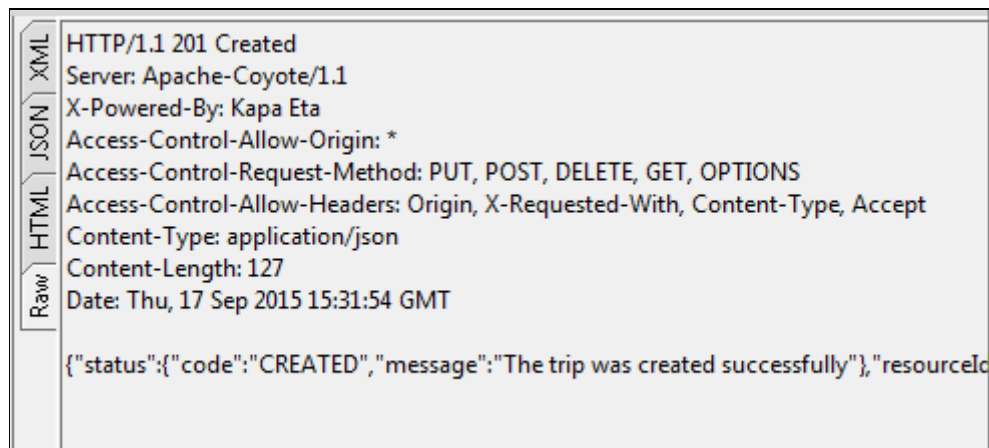 XML
JSON
HTML
Raw
HTTP/1.1 201 Created
Server: Apache-Coyote/1.1
X-Powered-By: Kapa Eta
Access-Control-Allow-Origin: *
Access-Control-Request-Method: PUT, POST, DELETE, GET, OPTIONS
Access-Control-Allow-Headers: Origin, X-Requested-With, Content-Type, Accept
Content-Type: application/json
Content-Length: 127
Date: Thu, 17 Sep 2015 15:31:54 GMT
{"status":{"code":"CREATED","message":"The trip was created successfully"},"resourceId